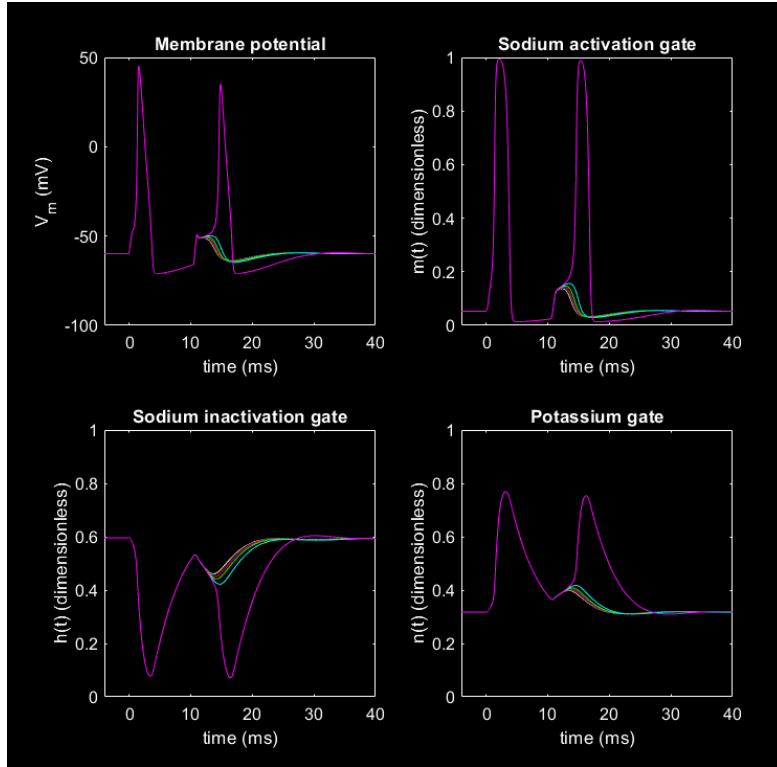 Membrane potential
50
0
-50
-100
V_m (mV)
0 10 20 30 40
time (ms)
Sodium activation gate
1
0.8
0.6
0.4
0.2
0
m(t) (dimensionless)
0 10 20 30 40
time (ms)
Sodium inactivation gate
1
0.8
0.6
0.4
0.2
0
h(t) (dimensionless)
0 10 20 30 40
time (ms)
Potassium gate
1
0.8
0.6
0.4
0.2
0
n(t) (dimensionless)
0 10 20 30 40
time (ms)